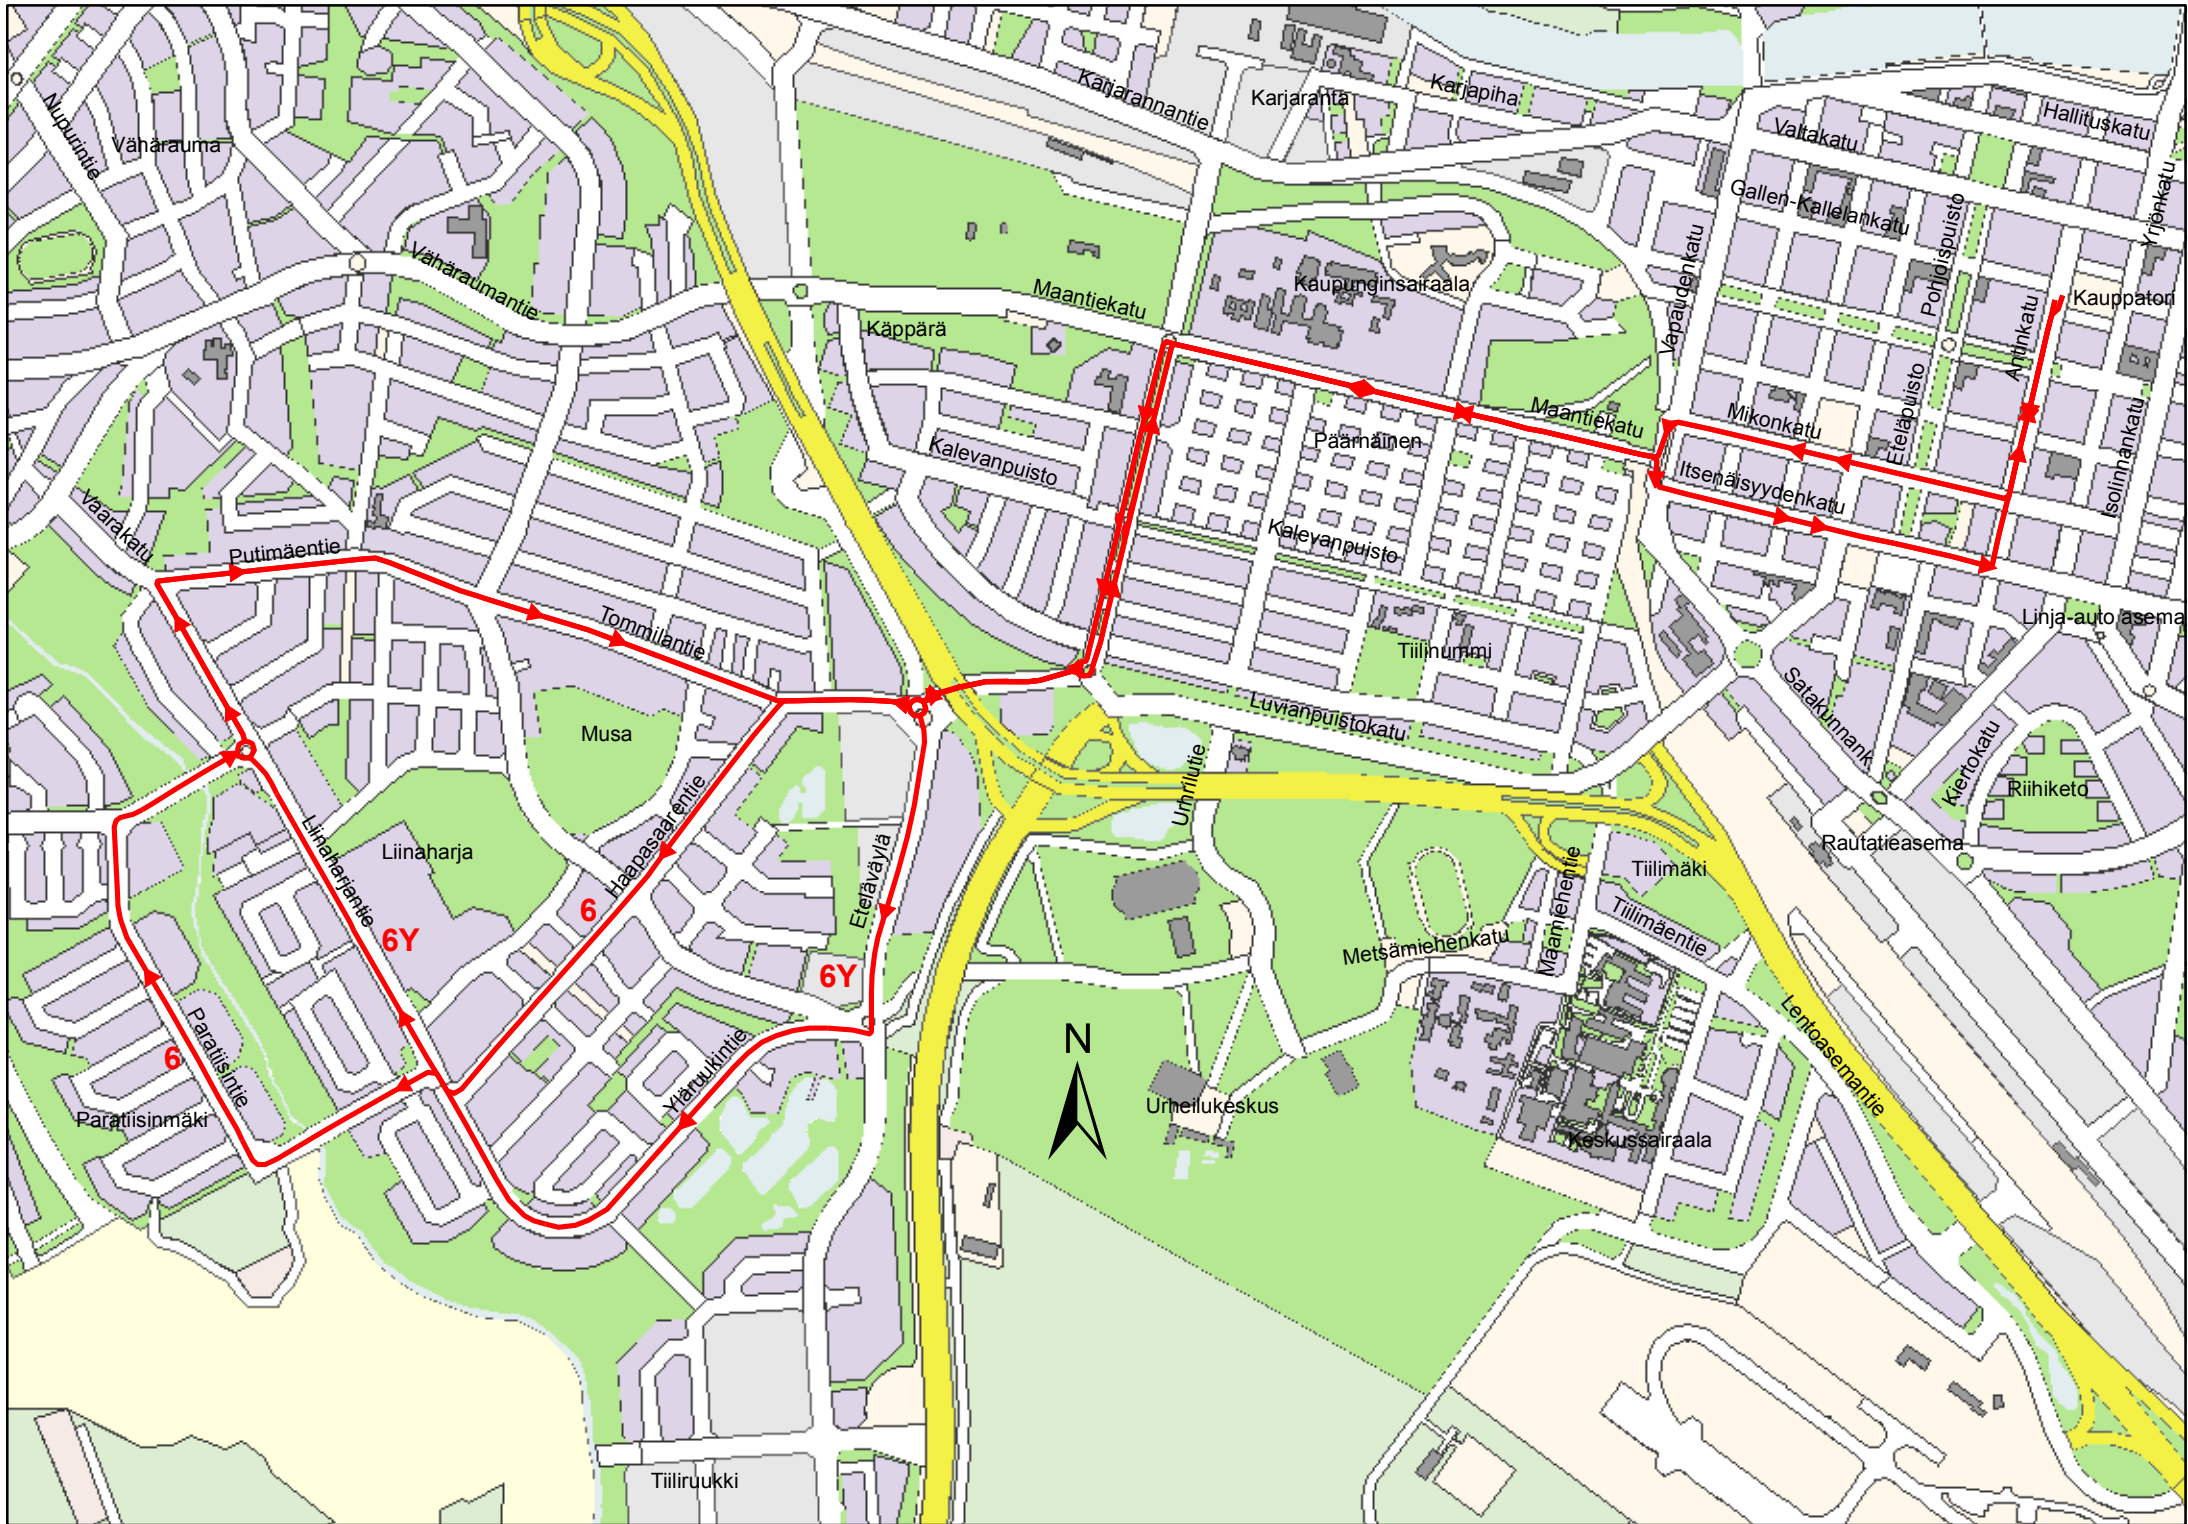 Karjarannantie
Karjaranta
Karjapiha
Hallituskatu
Valtakatu
Nupurintie
Vähärauma
Gallen-Kallelankatu
Pohjoispuisto
Yrjönkatu
Vähäraumantie
Maantiekatu
Kaupunginsairaala
Vapaudenkatu
Kauppatori
Antinkatu
Käppärä
Maantiekatu
Mikonkatu
Eteläpuisto
Isolinnankatu
Päärnäinen
Kalevanpuisto
Itsenäisyydenkatu
Vaarakatu
Putimäentie
Kalevanpuisto
Tommilantie
Linja-auto asema
Tiilinummi
Luvianpuistokatu
Satakunnank
Musa
Urheilutie
Kiertokatu
Riihiketo
Liinaharjantie
Liinaharja
Haapasaarentie
Eteläväylä
Rautatieasema
Maamiehentie
Tiilimäki
6
Tiilimäentie
6Y
Metsämiehenkatu
6Y
Lentoasemantie
Paratiisintie
6
N
Yläruukintie
Paratiisinmäki
Urheilukeskus
Keskussairaala
Tiiliruukki